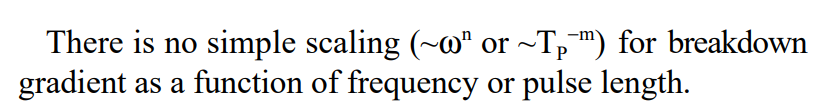 There is no simple scaling (~ωⁿ or ~Tₚ⁻ᵐ) for breakdown
gradient as a function of frequency or pulse length.